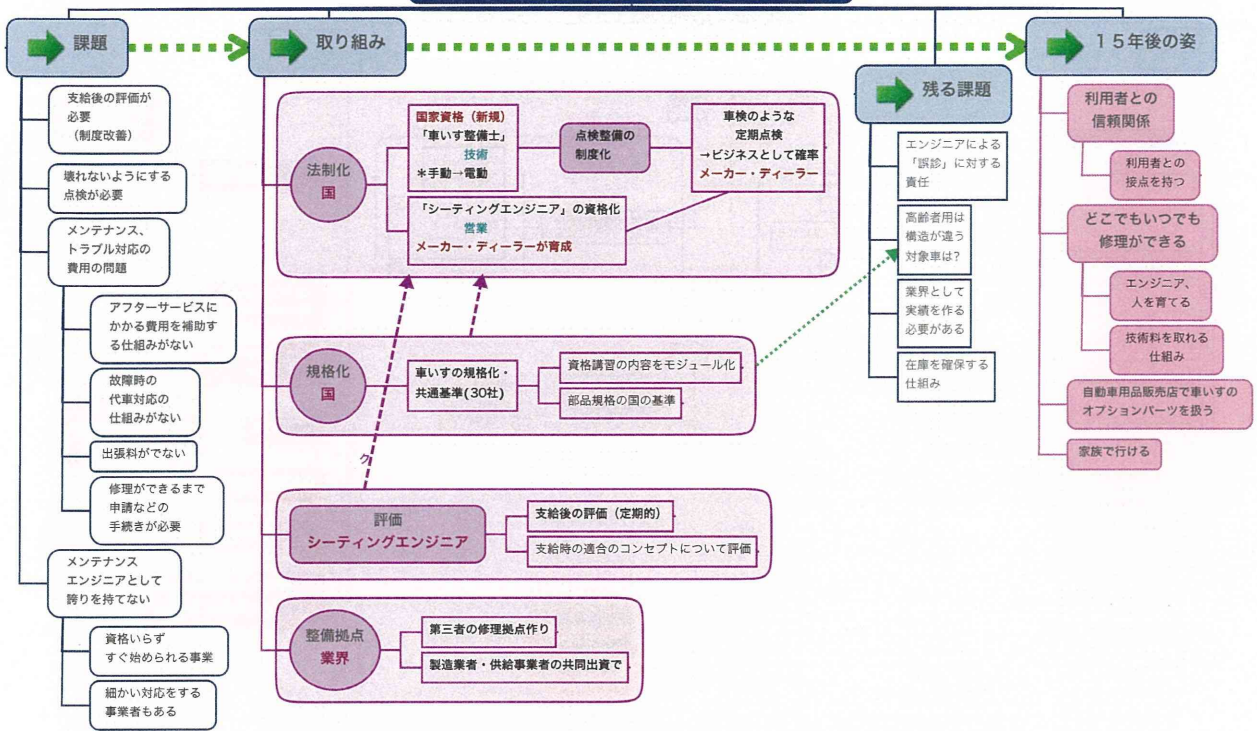 課題
支給後の評価が
必要
（制度改善）
壊れないようにする
点検が必要
メンテナンス、
トラブル対応の
費用の問題
アフターサービスに
かかる費用を補助す
る仕組みがない
故障時の
代車対応の
仕組みがない
出張料がでない
修理ができるまで
申請などの
手続きが必要
メンテナンス
エンジニアとして
誇りを持てない
資格いらず
すぐ始められる事業
細かい対応をする
事業者もある
取り組み
法制化
国
国家資格（新規）
「車いす整備士」
技術
＊手動→電動
点検整備の
制度化
車検のような
定期点検
→ビジネスとして確率
メーカー・ディーラー
「シーティングエンジニア」の資格化
営業
メーカー・ディーラーが育成
規格化
国
車いすの規格化・
共通基準(30社)
資格講習の内容をモジュール化
部品規格の国の基準
ク
評価
シーティングエンジニア
支給後の評価（定期的）
支給時の適合のコンセプトについて評価
整備拠点
業界
第三者の修理拠点作り
製造業者・供給事業者の共同出資で
残る課題
エンジニアによる
「誤診」に対する
責任
高齢者用は
構造が違う
対象車は？
業界として
実績を作る
必要がある
在庫を確保する
仕組み
１５年後の姿
利用者との
信頼関係
利用者との
接点を持つ
どこでもいつでも
修理ができる
エンジニア、
人を育てる
技術料を取れる
仕組み
自動車用品販売店で車いすの
オプションパーツを扱う
家族で行ける